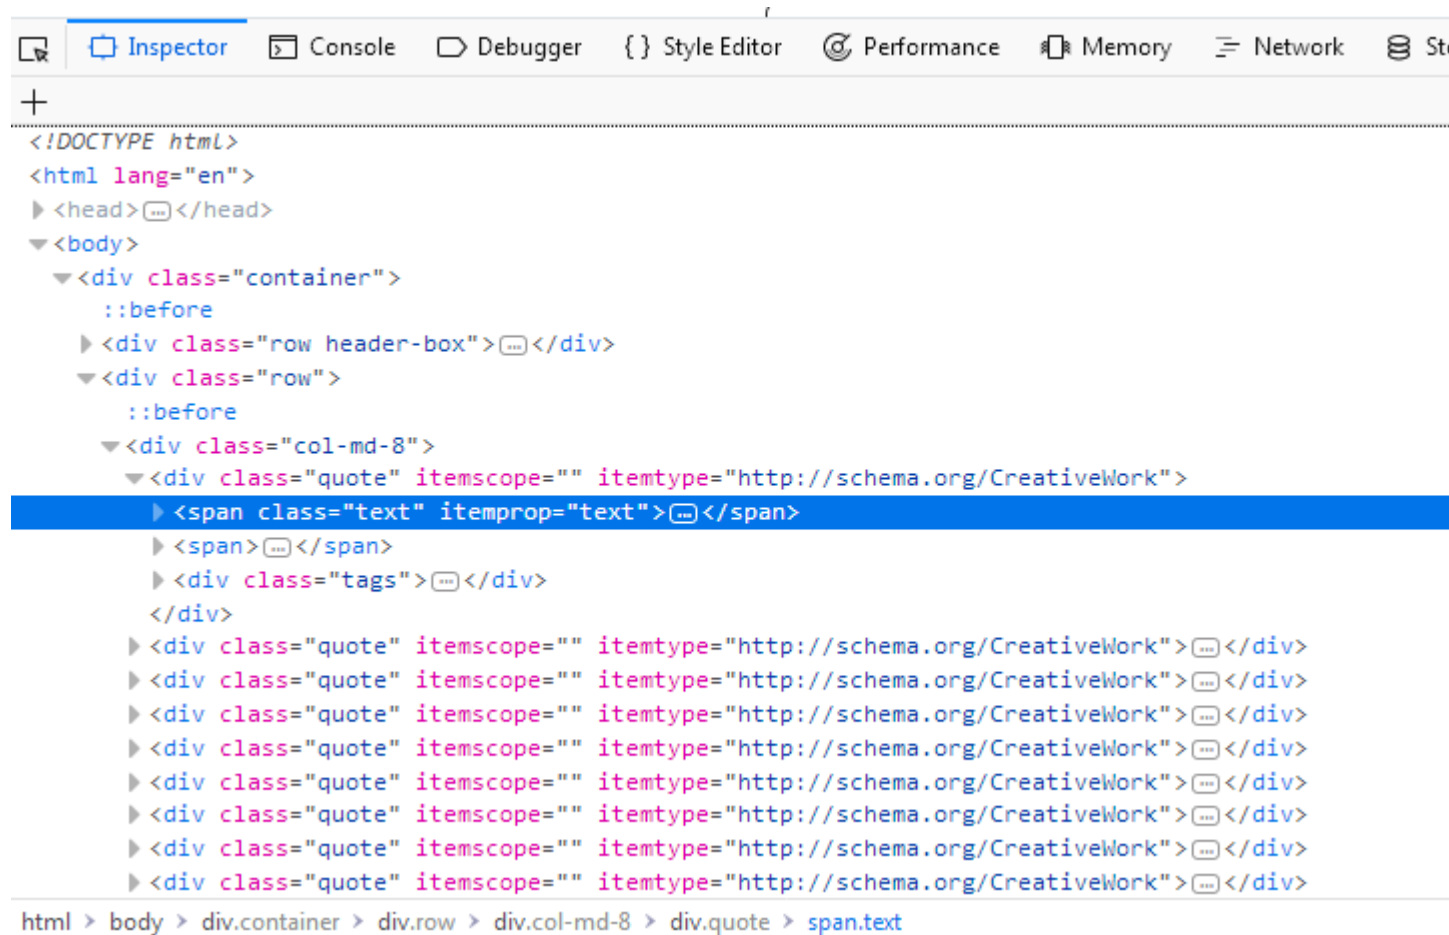 Inspector Console Debugger { } Style Editor Performance Memory Network
+
<!DOCTYPE html>
<html lang="en">
<head>…</head>
<body>
<div class="container">
::before
<div class="row header-box">…</div>
<div class="row">
::before
<div class="col-md-8">
<div class="quote" itemscope="" itemtype="http://schema.org/CreativeWork">
<span class="text" itemprop="text">…</span>
<span>…</span>
<div class="tags">…</div>
</div>
<div class="quote" itemscope="" itemtype="http://schema.org/CreativeWork">…</div>
<div class="quote" itemscope="" itemtype="http://schema.org/CreativeWork">…</div>
<div class="quote" itemscope="" itemtype="http://schema.org/CreativeWork">…</div>
<div class="quote" itemscope="" itemtype="http://schema.org/CreativeWork">…</div>
<div class="quote" itemscope="" itemtype="http://schema.org/CreativeWork">…</div>
<div class="quote" itemscope="" itemtype="http://schema.org/CreativeWork">…</div>
<div class="quote" itemscope="" itemtype="http://schema.org/CreativeWork">…</div>
<div class="quote" itemscope="" itemtype="http://schema.org/CreativeWork">…</div>
html > body > div.container > div.row > div.col-md-8 > div.quote > span.text